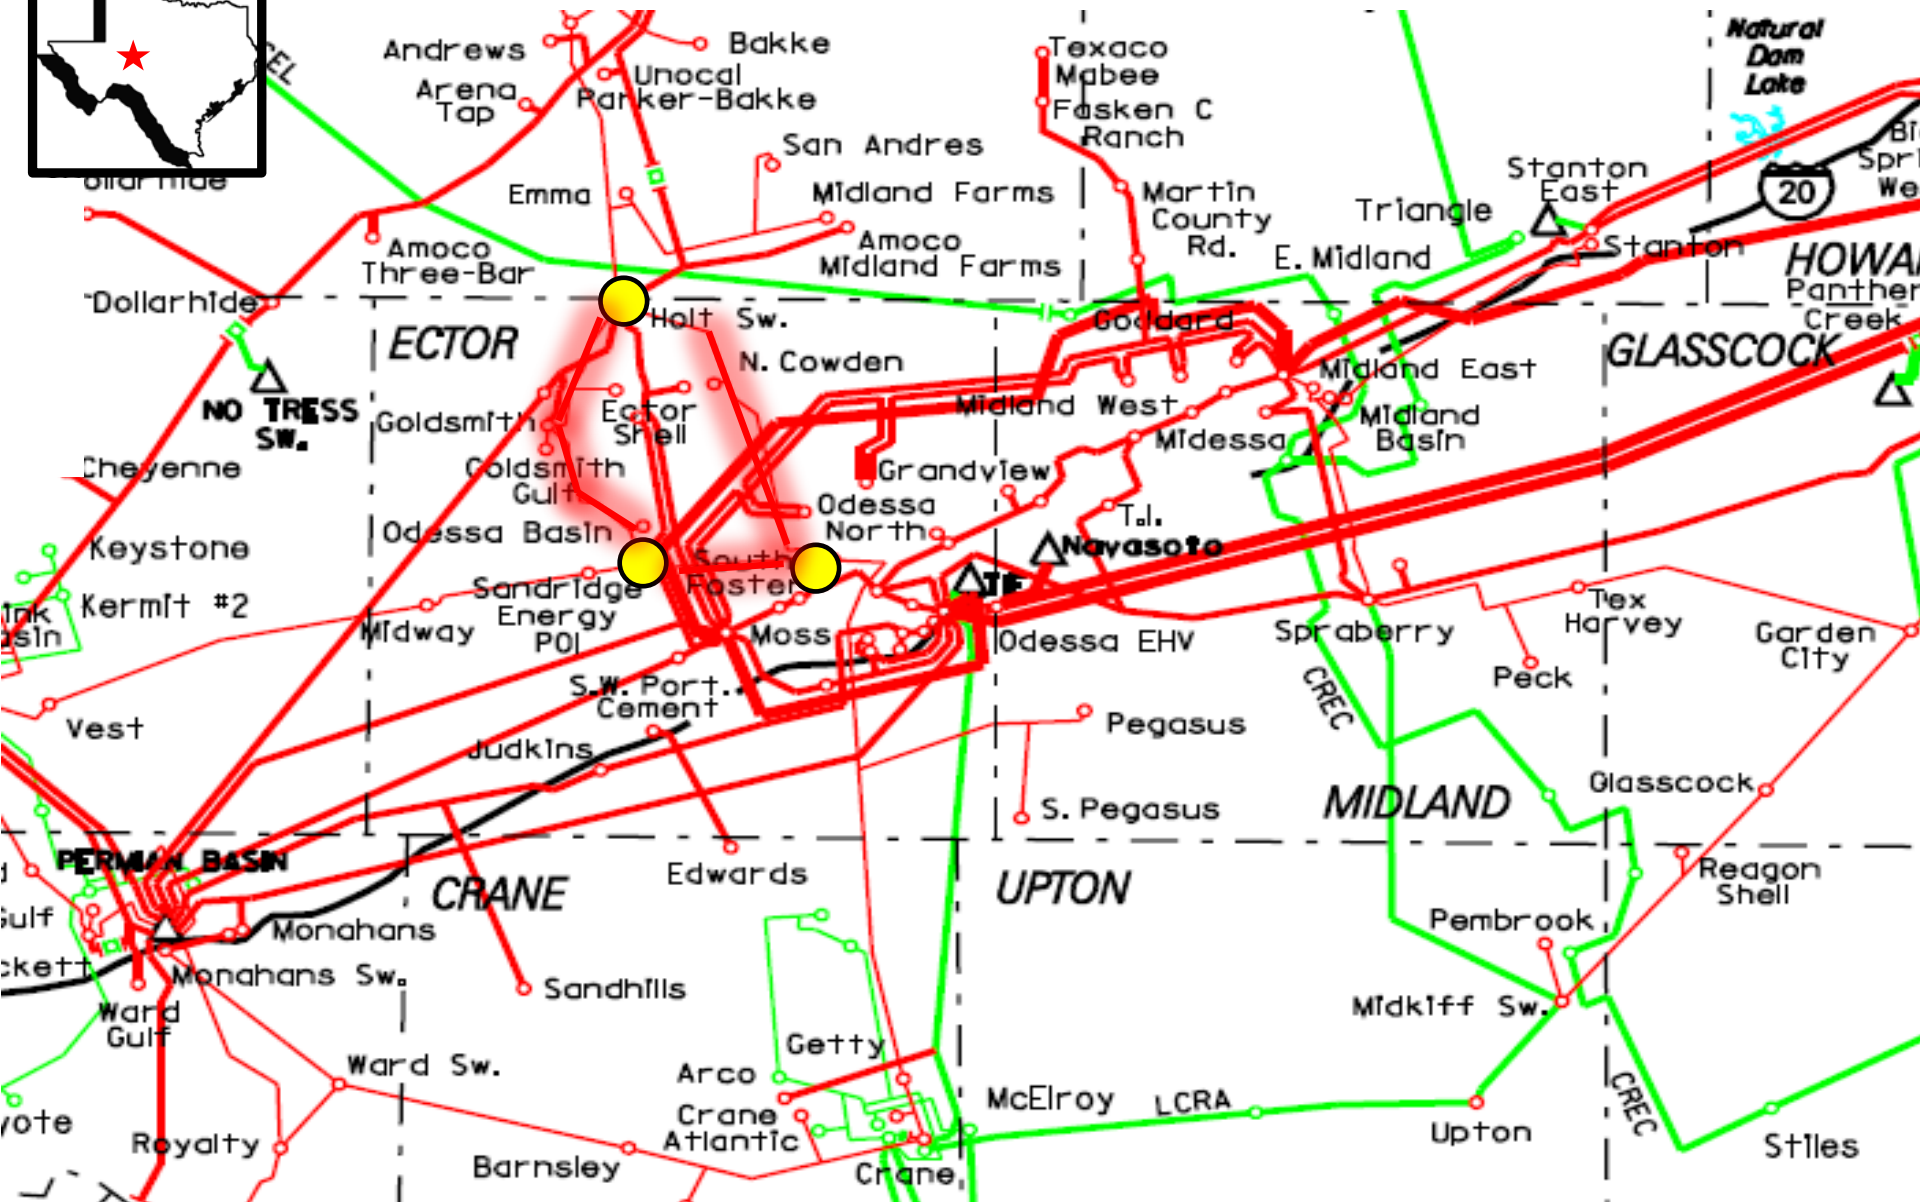 Andrews
Bakke
Unocal
Parker-Bakke
Arena
Tap
Texaco
Mabee
Fasken C
Ranch
Natural
Dam
Lake
San Andres
Emma
Midland Farms
Amoco
Midland Farms
Martin
County
Rd.
Stanton
East
Triangle
Stanton
20
E. Midland
Amoco
Three-Bar
Dollarhide
Panther
Creek
ECTOR
Holt Sw.
Goddard
GLASSCOCK
N. Cowden
Midland East
NO TRESS
SW.
Goldsmith
Ector
Shell
Midland West
Midland
Basin
Midessa
Cheyenne
Goldsmith
Gulf
Grandview
Odessa
North
Odessa Basin
T.I.
Navasoto
Keystone
South
Foster
Kermit #2
Sandridge
Energy
POI
Midway
Moss
Odessa EHV
Spraberry
Tex
Harvey
Garden
City
Peck
S.W. Port.
Cement
CREC
Vest
Judkins
Pegasus
S. Pegasus
MIDLAND
Glasscock
PERMIAN BASIN
Edwards
CRANE
UPTON
Reagon
Shell
Gulf
Monahans
Pembrook
Monahans Sw.
Sandhills
Ward
Gulf
Midkiff Sw.
Getty
Ward Sw.
Arco
Crane
Atlantic
McElroy
LCRA
CREC
Upton
Royalty
Barnsley
Crane
Stiles